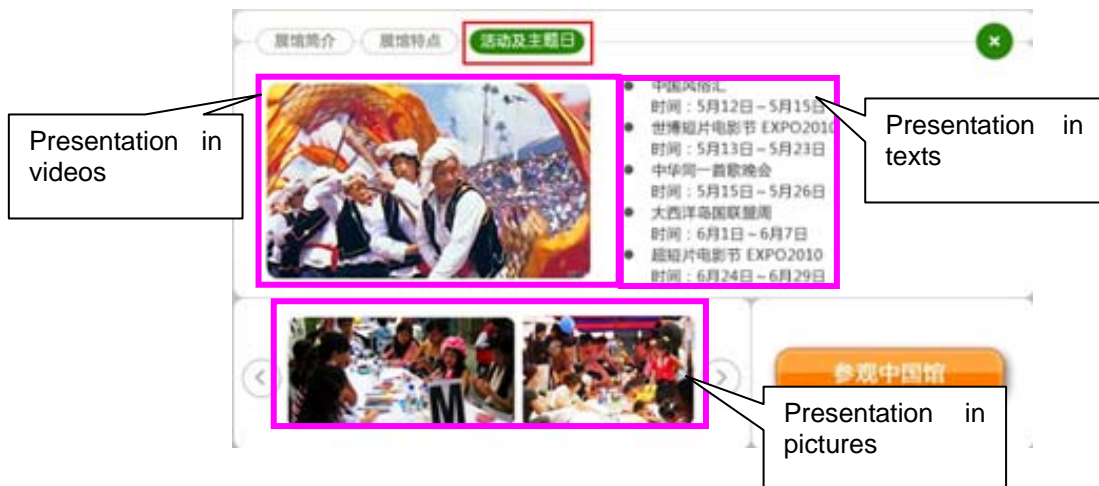 展馆简介 展馆特点 活动及主题日
Presentation in
videos
中国风俗汇
时间：5月12日～5月15日
世博短片电影节 EXPO2010
时间：5月13日～5月23日
中华同一首歌晚会
时间：5月15日～5月26日
大西洋岛国联盟周
时间：6月1日～6月7日
超短片电影节 EXPO2010
时间：6月24日～6月29日
Presentation in
texts
M
参观中国馆
Presentation in
pictures